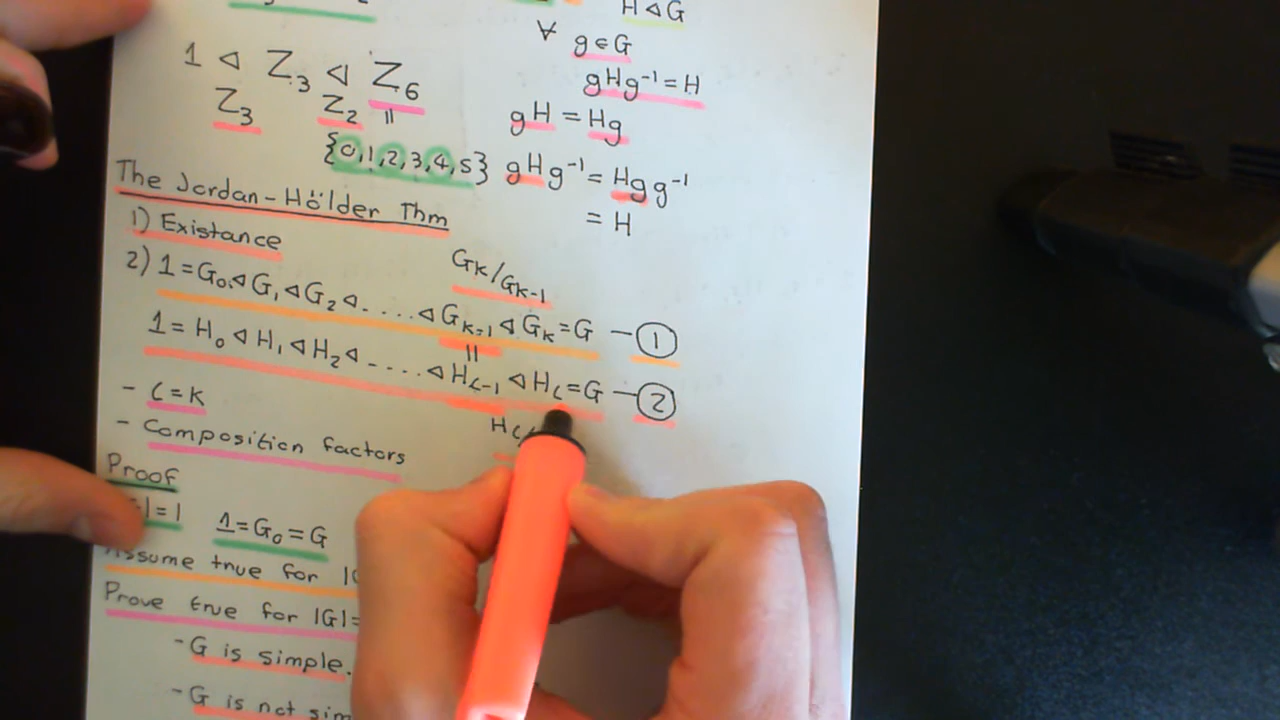 H ⊲ G
∀ g∈G
1 ⊲ Z₃ ⊲ Z₆
gHg⁻¹ = H
Z₃ Z₂ =
gH = Hg
{0,1,2,3,4,5}
gHg⁻¹ = Hgg⁻¹
= H
The Jordan-Hölder Thm
1) Existance
Gₖ/Gₖ₋₁
2) 1=G₀⊲G₁⊲G₂⊲.....⊲Gₖ₋₁⊲Gₖ=G –①
=
1=H₀⊲H₁⊲H₂⊲.....⊲H_{L-1}⊲H_L=G –②
- L=K
- Composition factors
Proof
1=G₀=G
Assume true for
Prove true for |G|=
- G is simple.
- G is not